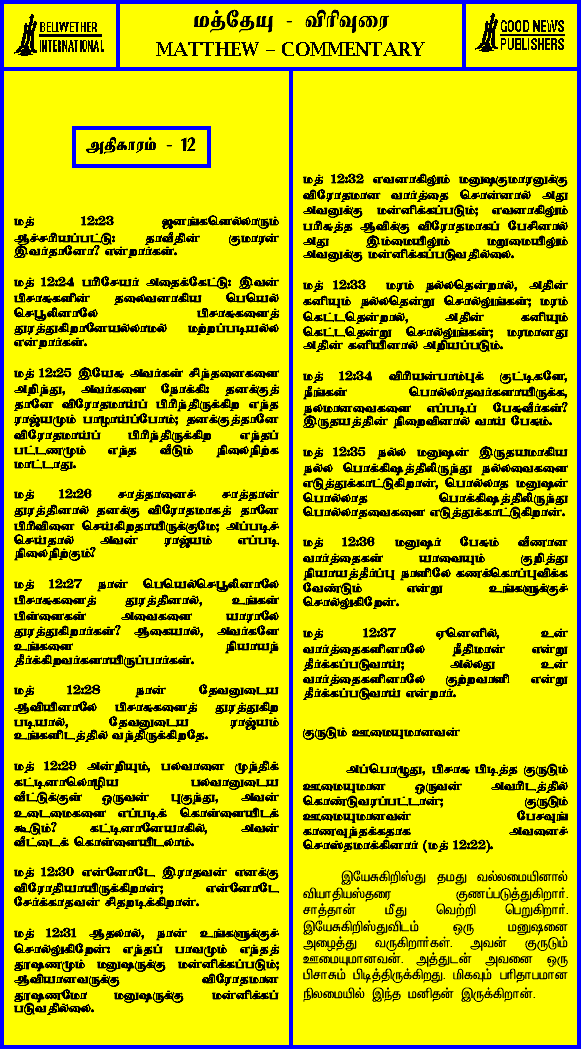 BELLWETHER
INTERNATIONAL
மத்தேயு - விரிவுரை
MATTHEW – COMMENTARY
GOOD NEWS
PUBLISHERS
அதிகாரம் - 12
மத் 12:23 ஜனங்களெல்லாரும்
ஆச்சரியப்பட்டு: தாவீதின் குமாரன்
இவர்தானோ? என்றார்கள்.
மத் 12:24 பரிசேயர் அதைக்கேட்டு: இவன்
பிசாசுகளின் தலைவனாகிய பெயெல்
செபூலினாலே பிசாசுகளைத்
துரத்துகிறானேயல்லாமல் மற்றப்படியல்ல
என்றார்கள்.
மத் 12:25 இயேசு அவர்கள் சிந்தனைகளை
அறிந்து, அவர்களை நோக்கி: தனக்குத்
தானே விரோதமாய்ப் பிரிந்திருக்கிற எந்த
ராஜ்யமும் பாழாய்ப்போம்; தனக்குத்தானே
விரோதமாய்ப் பிரிந்திருக்கிற எந்தப்
பட்டணமும் எந்த வீடும் நிலைநிற்க
மாட்டாது.
மத் 12:26 சாத்தானைச் சாத்தான்
துரத்தினால் தனக்கு விரோதமாகத் தானே
பிரிவினை செய்கிறதாயிருக்குமே; அப்படிச்
செய்தால் அவன் ராஜ்யம் எப்படி
நிலைநிற்கும்?
மத் 12:27 நான் பெயெல்செபூலினாலே
பிசாசுகளைத் துரத்தினால், உங்கள்
பிள்ளைகள் அவைகளை யாராலே
துரத்துகிறார்கள்? ஆகையால், அவர்களே
உங்களை நியாயந்
தீர்க்கிறவர்களாயிருப்பார்கள்.
மத் 12:28 நான் தேவனுடைய
ஆவியினாலே பிசாசுகளைத் துரத்துகிற
படியால், தேவனுடைய ராஜ்யம்
உங்களிடத்தில் வந்திருக்கிறதே.
மத் 12:29 அன்றியும், பலவானை முந்திக்
கட்டினாலொழிய பலவானுடைய
வீட்டுக்குள் ஒருவன் புகுந்து, அவன்
உடைமைகளை எப்படிக் கொள்ளையிடக்
கூடும்? கட்டினானேயாகில், அவன்
வீட்டைக் கொள்ளையிடலாம்.
மத் 12:30 என்னோடே இராதவன் எனக்கு
விரோதியாயிருக்கிறான்; என்னோடே
சேர்க்காதவன் சிதறடிக்கிறான்.
மத் 12:31 ஆதலால், நான் உங்களுக்குச்
சொல்லுகிறேன்: எந்தப் பாவமும் எந்தத்
தூஷணமும் மனுஷருக்கு மன்னிக்கப்படும்;
ஆவியானவருக்கு விரோதமான
தூஷணமோ மனுஷருக்கு மன்னிக்கப்
படுவதில்லை.
மத் 12:32 எவனாகிலும் மனுஷகுமாரனுக்கு
விரோதமான வார்த்தை சொன்னால் அது
அவனுக்கு மன்னிக்கப்படும்; எவனாகிலும்
பரிசுத்த ஆவிக்கு விரோதமாகப் பேசினால்
அது இம்மையிலும் மறுமையிலும்
அவனுக்கு மன்னிக்கப்படுவதில்லை.
மத் 12:33 மரம் நல்லதென்றால், அதின்
கனியும் நல்லதென்று சொல்லுங்கள்; மரம்
கெட்டதென்றால், அதின் கனியும்
கெட்டதென்று சொல்லுங்கள்; மரமானது
அதின் கனியினால் அறியப்படும்.
மத் 12:34 விரியன்பாம்புக் குட்டிகளே,
நீங்கள் பொல்லாதவர்களாயிருக்க,
நலமானவைகளை எப்படிப் பேசுவீர்கள்?
இருதயத்தின் நிறைவினால் வாய் பேசும்.
மத் 12:35 நல்ல மனுஷன் இருதயமாகிய
நல்ல பொக்கிஷத்திலிருந்து நல்லவைகளை
எடுத்துக்காட்டுகிறான், பொல்லாத மனுஷன்
பொல்லாத பொக்கிஷத்திலிருந்து
பொல்லாதவைகளை எடுத்துக்காட்டுகிறான்.
மத் 12:36 மனுஷர் பேசும் வீணான
வார்த்தைகள் யாவையும் குறித்து
நியாயத்தீர்ப்பு நாளிலே கணக்கொப்புவிக்க
வேண்டும் என்று உங்களுக்குச்
சொல்லுகிறேன்.
மத் 12:37 ஏனெனில், உன்
வார்த்தைகளினாலே நீதிமான் என்று
தீர்க்கப்படுவாய்; அல்லது உன்
வார்த்தைகளினாலே குற்றவாளி என்று
தீர்க்கப்படுவாய் என்றார்.
குருடும் ஊமையுமானவன்
அப்பொழுது, பிசாசு பிடித்த குருடும்
ஊமையுமான ஒருவன் அவரிடத்தில்
கொண்டுவரப்பட்டான்; குருடும்
ஊமையுமானவன் பேசவுங்
காணவுந்தக்கதாக அவனைச்
சொஸ்தமாக்கினார் (மத் 12:22).
இயேசுகிறிஸ்து தமது வல்லமையினால்
வியாதியஸ்தரை குணப்படுத்துகிறார்.
சாத்தான் மீது வெற்றி பெறுகிறார்.
இயேசுகிறிஸ்துவிடம் ஒரு மனுஷனை
அழைத்து வருகிறார்கள். அவன் குருடும்
ஊமையுமானவன். அத்துடன் அவனை ஒரு
பிசாசும் பிடித்திருக்கிறது. மிகவும் பரிதாபமான
நிலமையில் இந்த மனிதன் இருக்கிறான்.